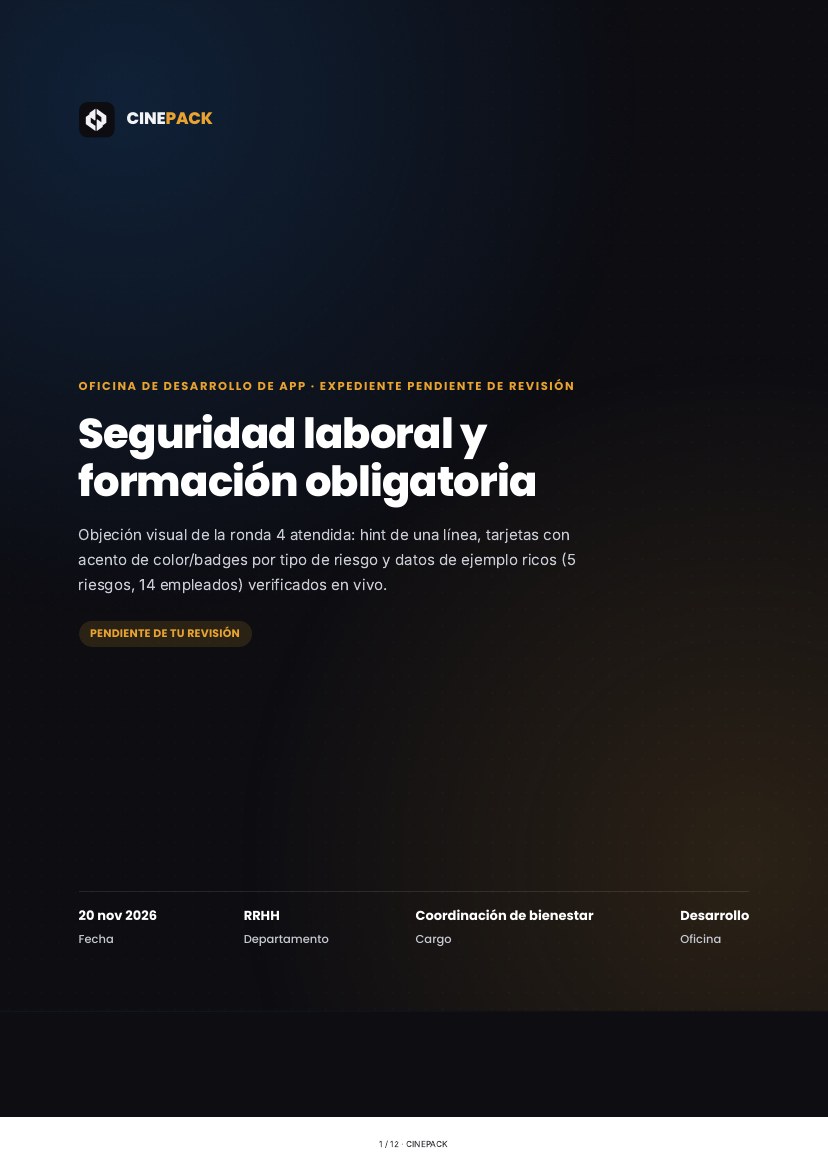 CINEPACK
OFICINA DE DESARROLLO DE APP · EXPEDIENTE PENDIENTE DE REVISIÓN
Seguridad laboral y
formación obligatoria
Objeción visual de la ronda 4 atendida: hint de una línea, tarjetas con
acento de color/badges por tipo de riesgo y datos de ejemplo ricos (5
riesgos, 14 empleados) verificados en vivo.
PENDIENTE DE TU REVISIÓN
20 nov 2026 RRHH Coordinación de bienestar Desarrollo
Fecha Departamento Cargo Oficina
1 / 12 · CINEPACK